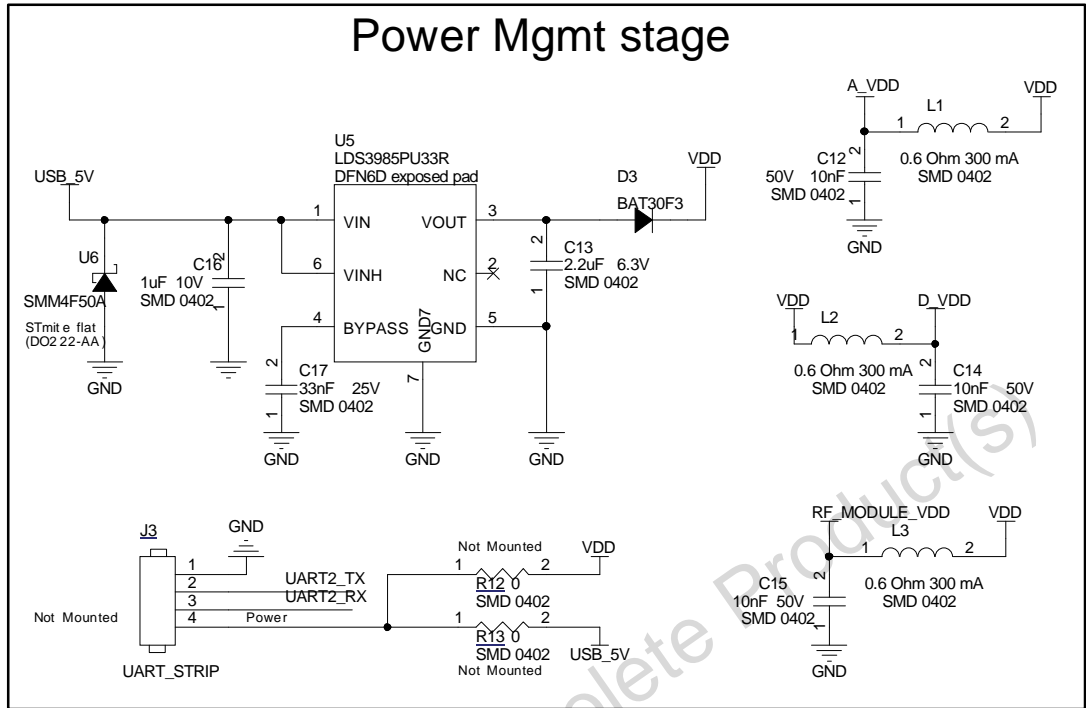 Power Mgmt stage
U5
LDS3985PU33R
DFN6D exposed pad
USB_5V
1 VIN
VOUT 3
6 VINH
NC 2
4 BYPASS
GND 5
GND7
7
U6
SMM4F50A
STmite flat
(DO222-AA)
GND
C16
1uF 10V
SMD 0402
2
1
C17
33nF 25V
SMD 0402
2
1
GND
GND
C13
2.2uF 6.3V
SMD 0402
2
1
GND
D3
BAT30F3
VDD
A_VDD
L1
VDD
1 2
0.6 Ohm 300 mA
SMD 0402
C12
50V 10nF
SMD 0402
2
1
GND
VDD
L2
D_VDD
1 2
0.6 Ohm 300 mA
SMD 0402
C14
10nF 50V
SMD 0402
2
1
GND
RF_MODULE_VDD
L3
VDD
1 2
0.6 Ohm 300 mA
SMD 0402
C15
10nF 50V
SMD 0402
2
1
GND
J3
GND
1
2 UART2_TX
3 UART2_RX
4 Power
Not Mounted
UART_STRIP
Not Mounted
1 2 VDD
R12 0
SMD 0402
1 2
R13 0
SMD 0402
USB_5V
Not Mounted
olete Product(s)